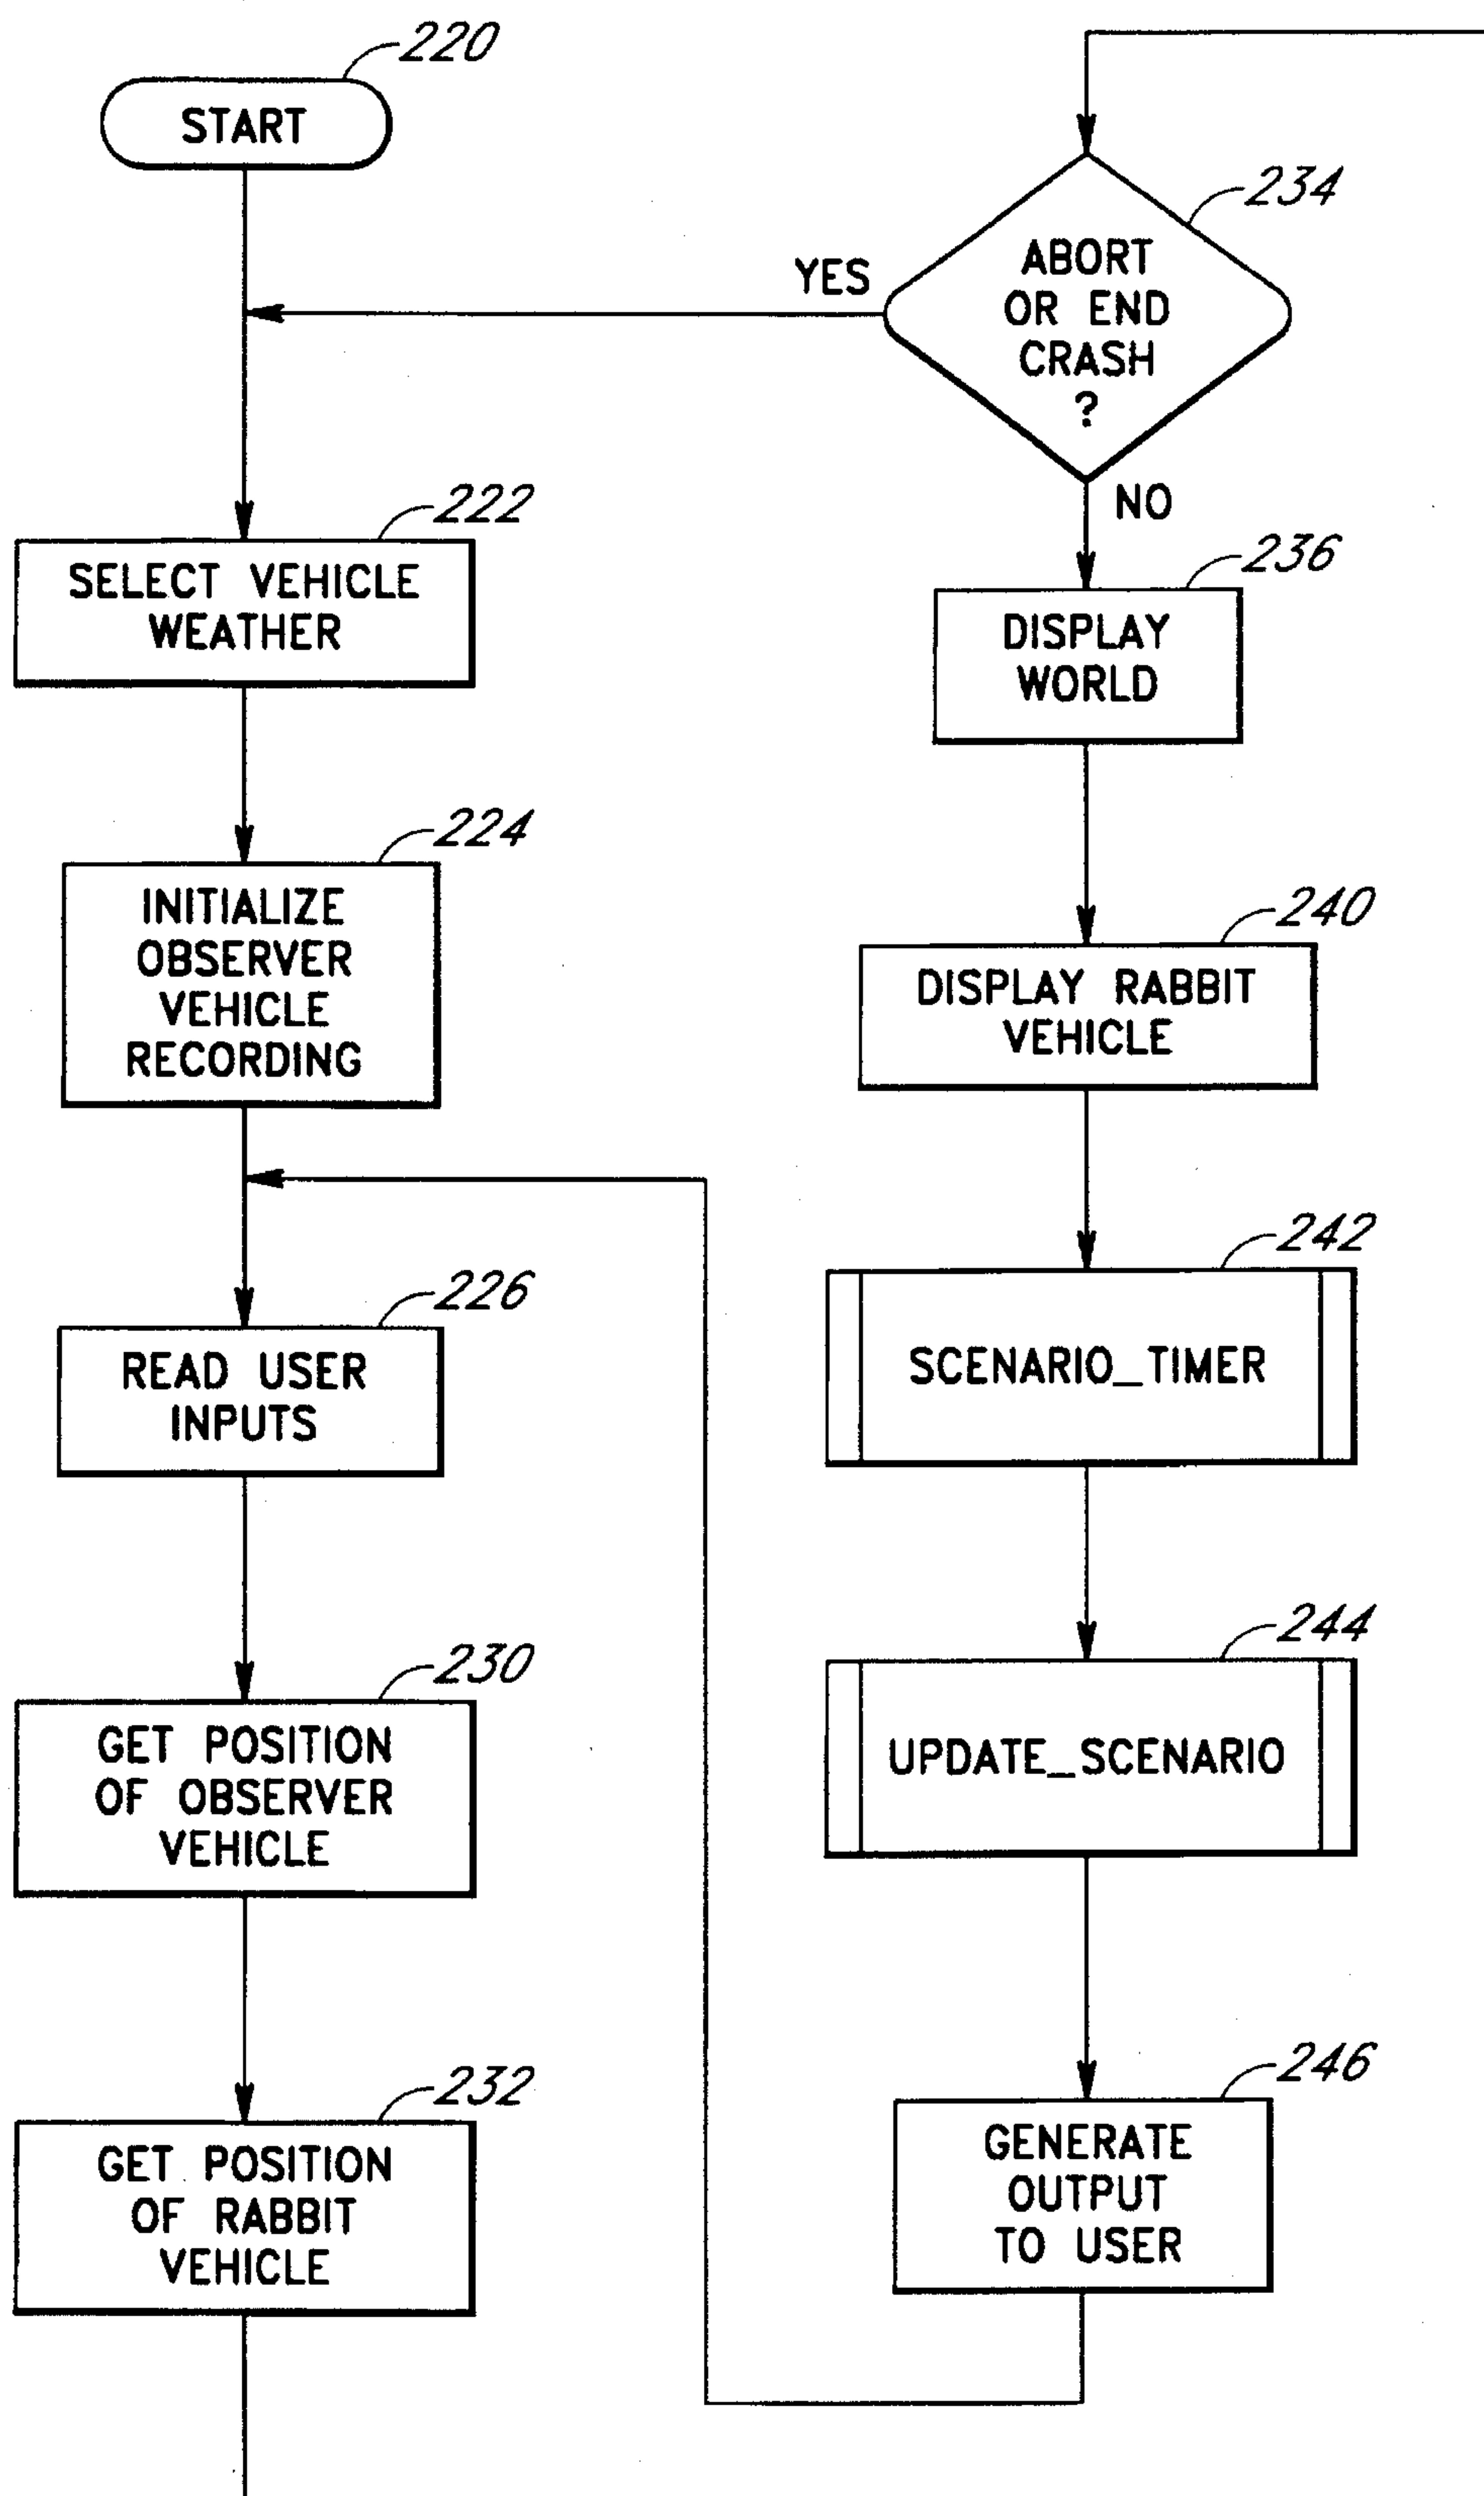 220
START
222
SELECT VEHICLE
WEATHER
224
INITIALIZE
OBSERVER
VEHICLE
RECORDING
226
READ USER
INPUTS
230
GET POSITION
OF OBSERVER
VEHICLE
232
GET POSITION
OF RABBIT
VEHICLE
234
ABORT
OR END
CRASH
?
YES
NO
236
DISPLAY
WORLD
240
DISPLAY RABBIT
VEHICLE
242
SCENARIO_TIMER
244
UPDATE_SCENARIO
246
GENERATE
OUTPUT
TO USER